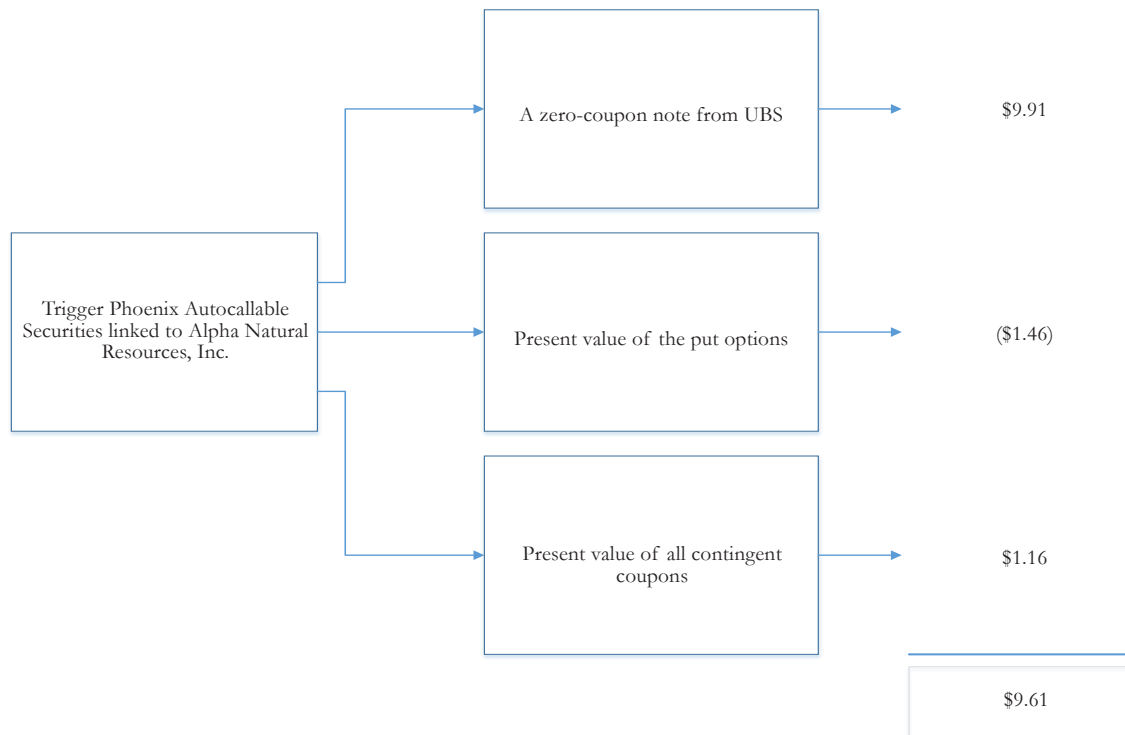 A zero-coupon note from UBS
$9.91
Trigger Phoenix Autocallable
Securities linked to Alpha Natural
Resources, Inc.
Present value of the put options
($1.46)
Present value of all contingent
coupons
$1.16
$9.61